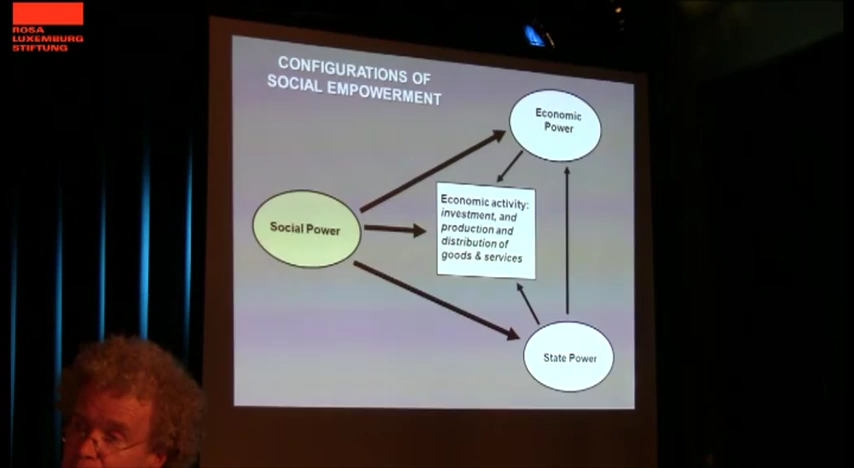 ROSA
LUXEMBURG
STIFTUNG
CONFIGURATIONS OF
SOCIAL EMPOWERMENT
Economic
Power
Social Power
Economic activity:
investment, and
production and
distribution of
goods & services
State Power